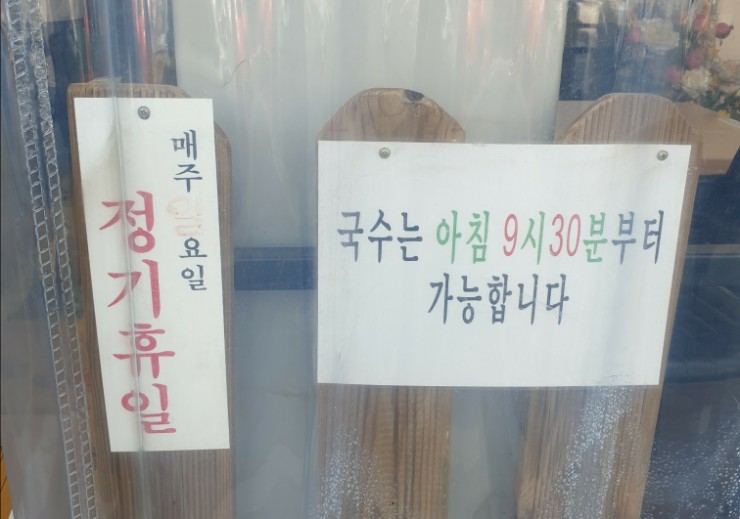 매주 일요일
정기휴일
국수는 아침 9시30분부터
가능합니다